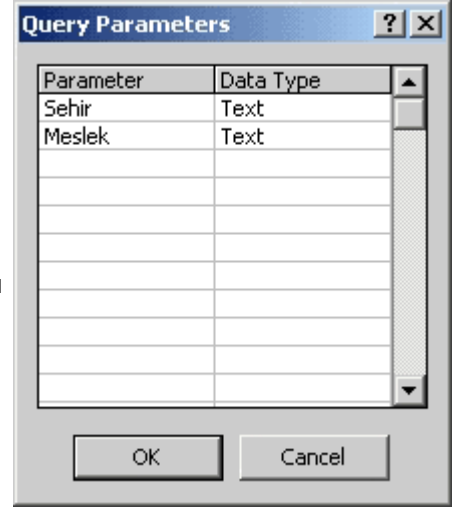 Query Parameters
Parameter Data Type
Sehir Text
Meslek Text
OK Cancel